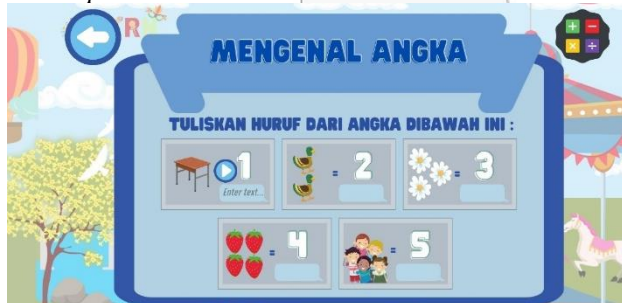 MENGENAL ANGKA
TULISKAN HURUF DARI ANGKA DIBAWAH INI :
1
Enter text...
= 2
= 3
= 4
= 5